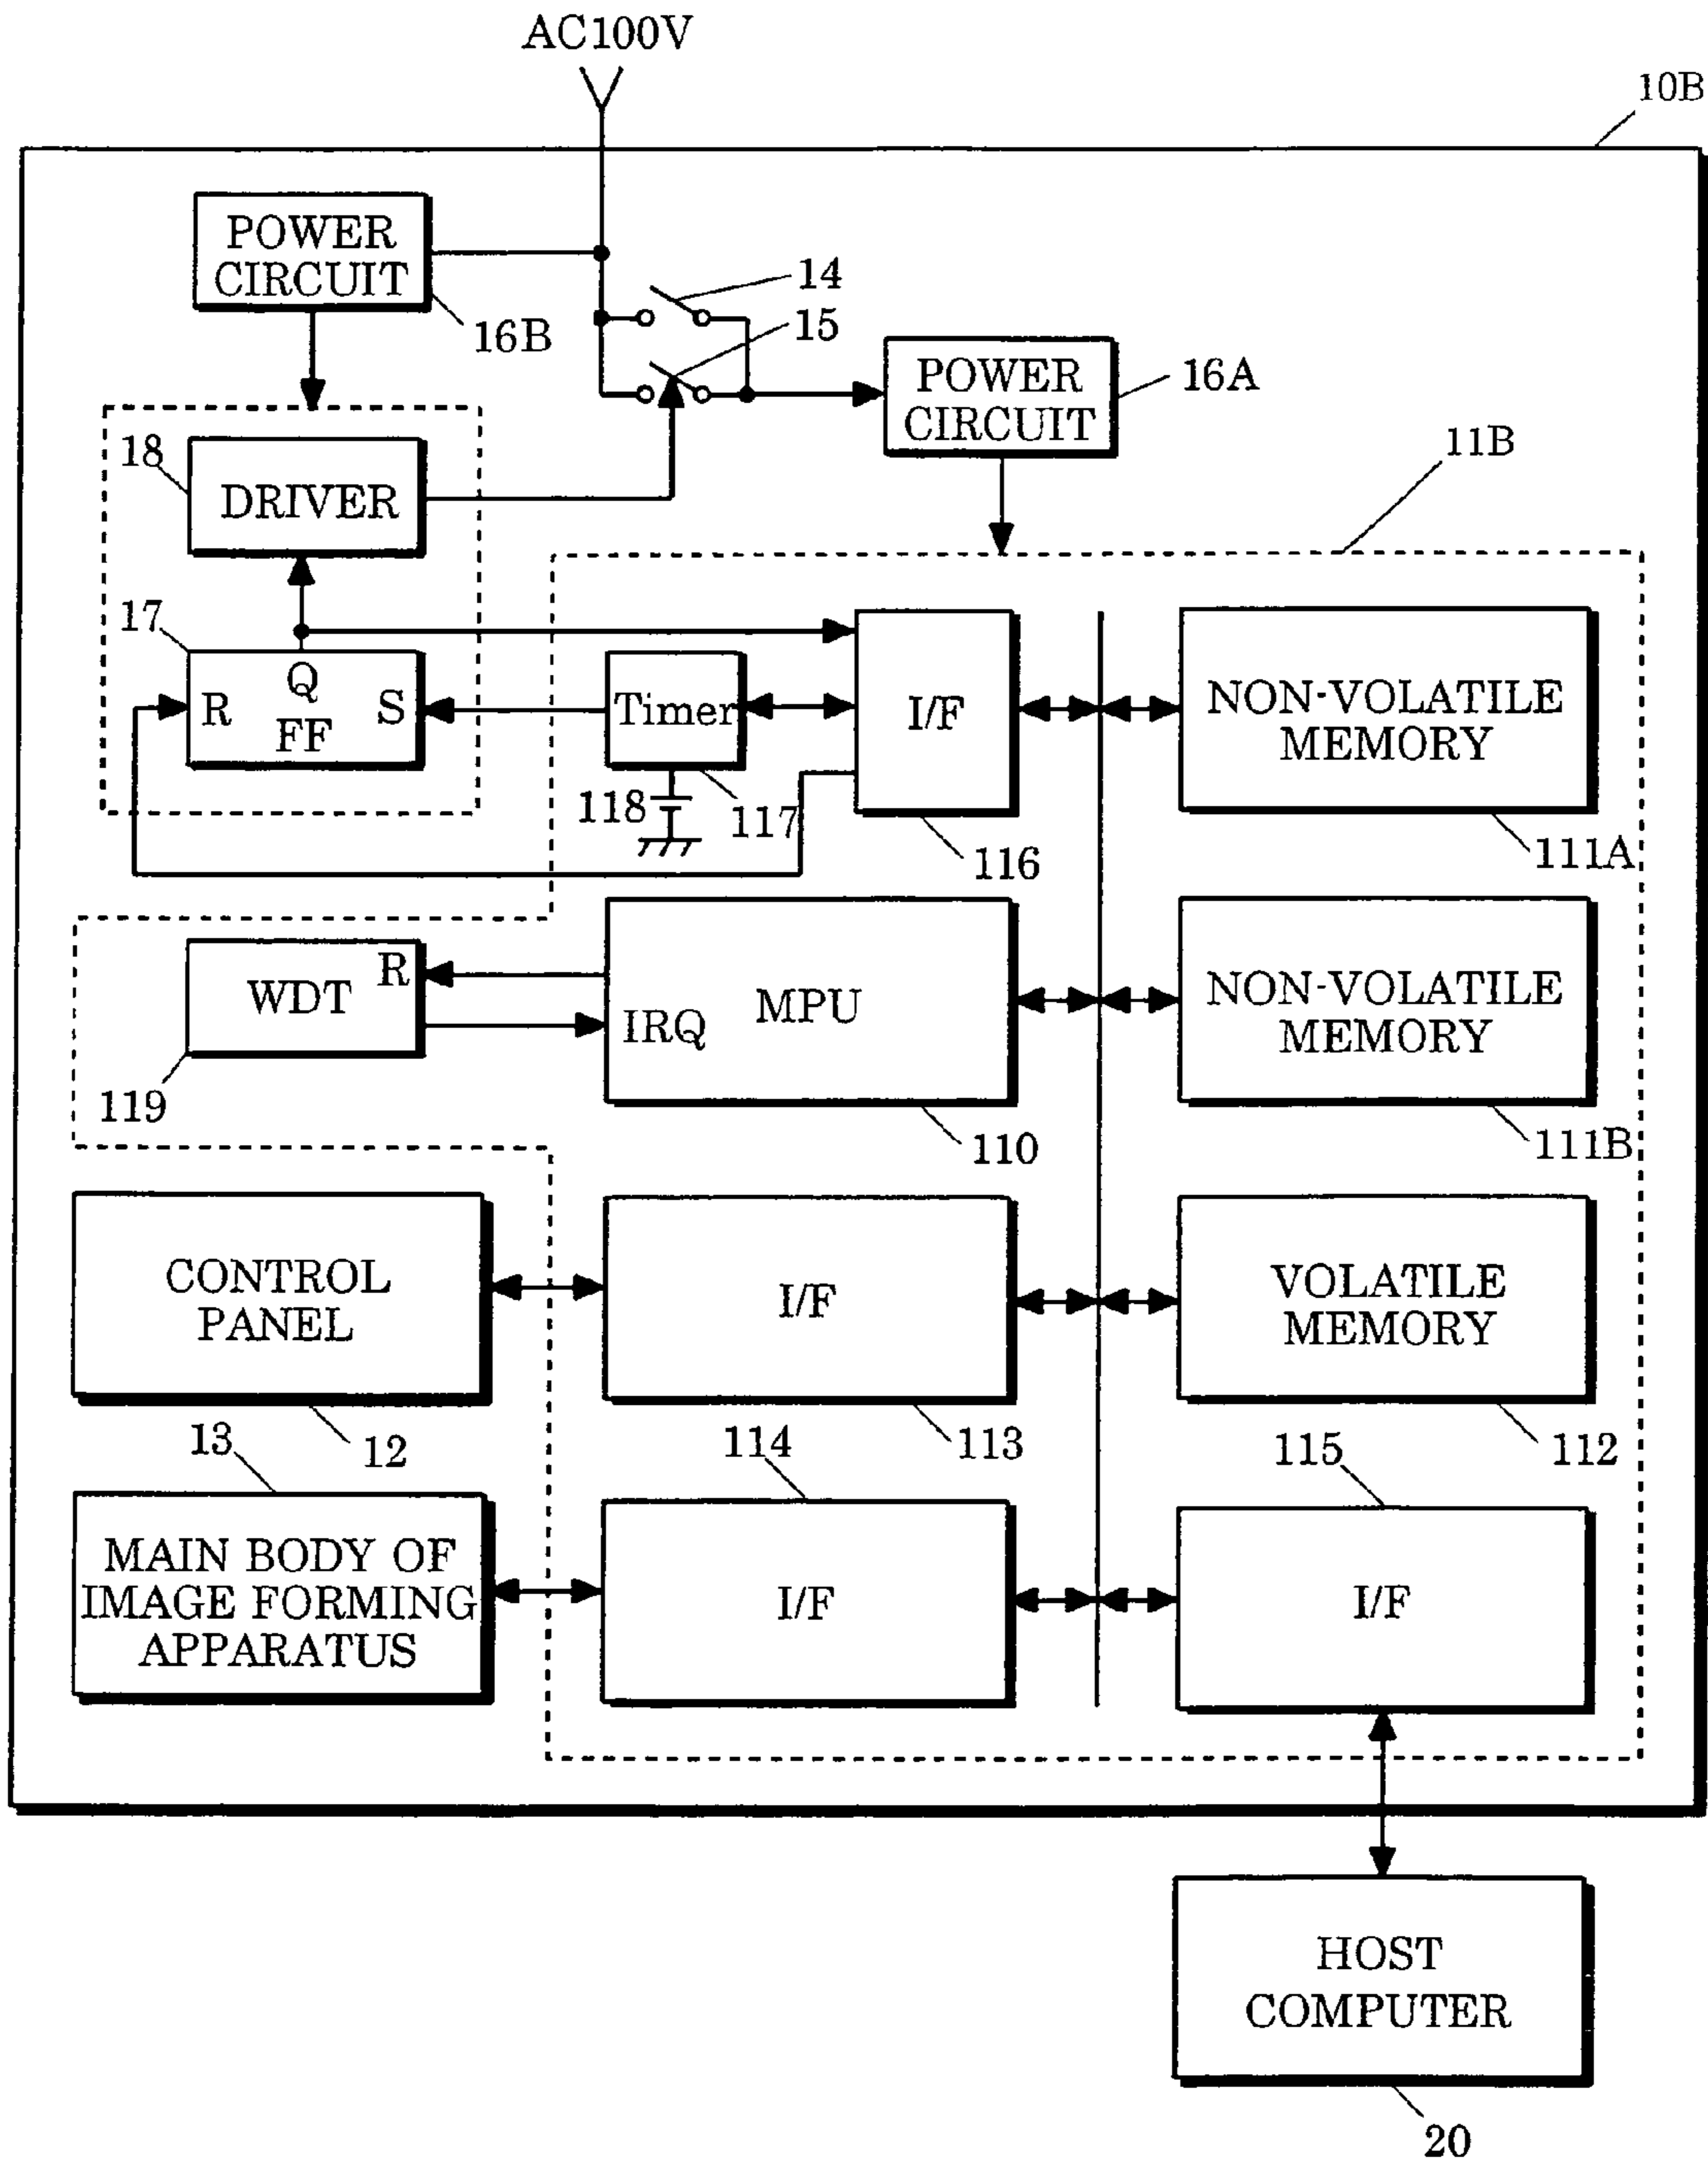 AC100V
10B
POWER
CIRCUIT
16B
14
15
POWER
CIRCUIT
16A
11B
18
DRIVER
17
Q
R
S
FF
Timer
118
117
I/F
116
NON-VOLATILE
MEMORY
111A
WDT
R
119
IRQ
MPU
110
NON-VOLATILE
MEMORY
111B
CONTROL
PANEL
12
I/F
113
VOLATILE
MEMORY
112
13
MAIN BODY OF
IMAGE FORMING
APPARATUS
114
I/F
115
I/F
HOST
COMPUTER
20